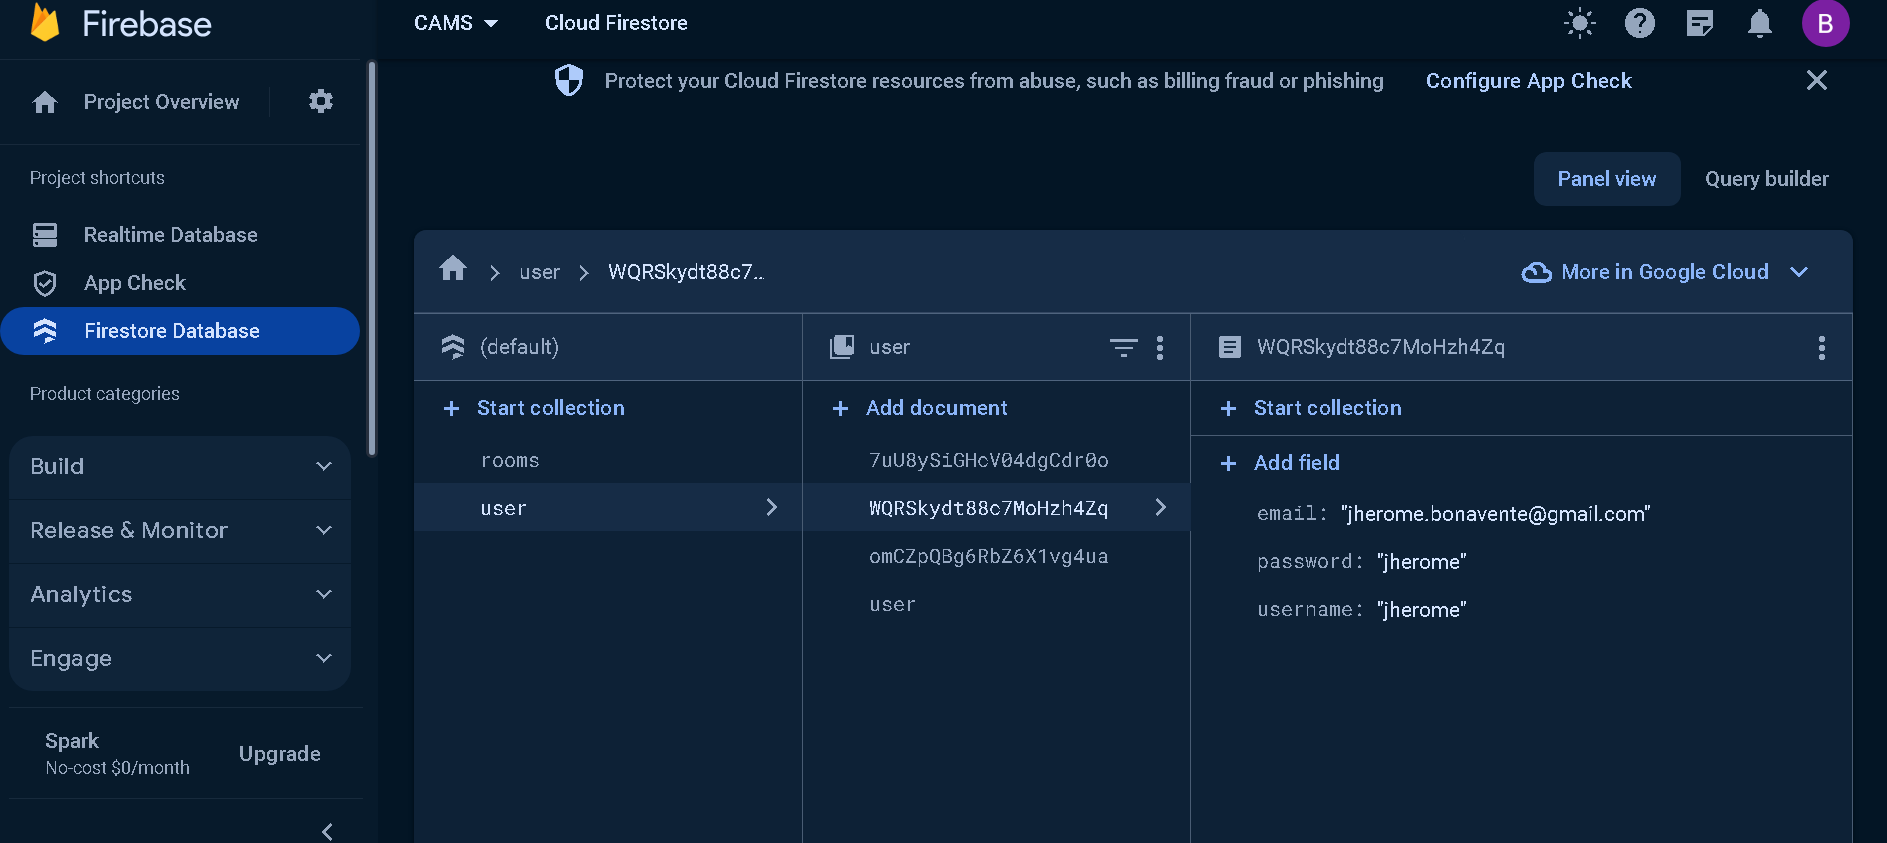 Firebase
CAMS
Cloud Firestore
B
Protect your Cloud Firestore resources from abuse, such as billing fraud or phishing
Configure App Check
Project Overview
Project shortcuts
Realtime Database
App Check
Firestore Database
Product categories
Build
Release & Monitor
Analytics
Engage
Spark
No-cost $0/month
Upgrade
Panel view
Query builder
user
WQRSkydt88c7…
More in Google Cloud
(default)
+ Start collection
rooms
user
user
+ Add document
7uU8ySiGHcV04dgCdr0o
WQRSkydt88c7MoHzh4Zq
omCZpQBg6RbZ6X1vg4ua
user
WQRSkydt88c7MoHzh4Zq
+ Start collection
+ Add field
email: "jherome.bonavente@gmail.com"
password: "jherome"
username: "jherome"